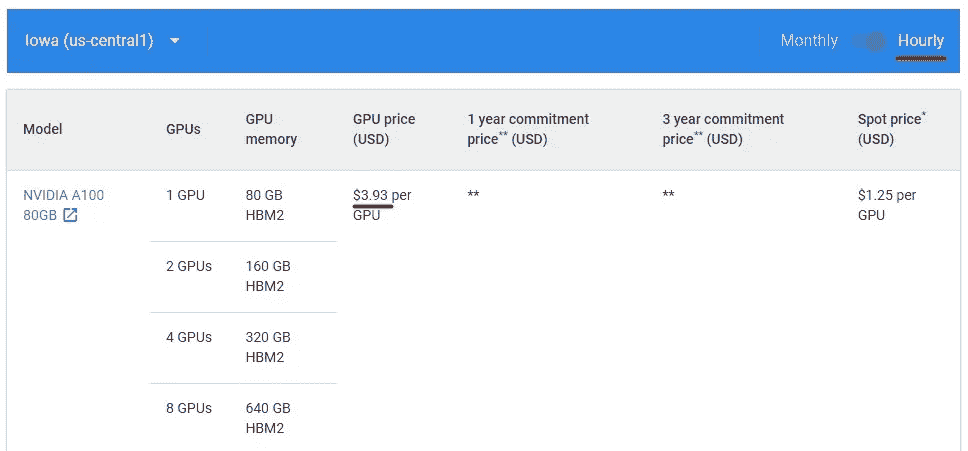 Iowa (us-central1)
Monthly Hourly
Model GPUs GPU memory GPU price (USD) 1 year commitment price** (USD) 3 year commitment price** (USD) Spot price* (USD)
NVIDIA A100 80GB 1 GPU 80 GB HBM2 $3.93 per GPU ** ** $1.25 per GPU
2 GPUs 160 GB HBM2
4 GPUs 320 GB HBM2
8 GPUs 640 GB HBM2